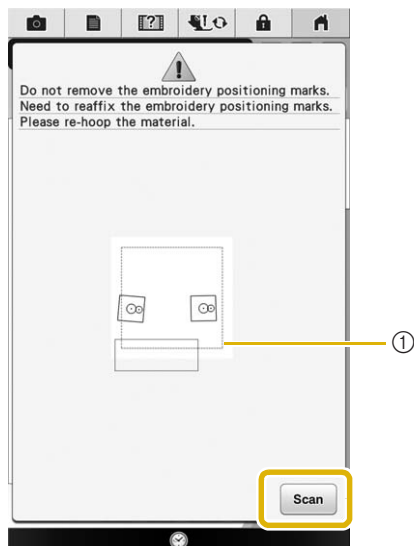 Do not remove the embroidery positioning marks.
Need to reaffix the embroidery positioning marks.
Please re-hoop the material.
①
Scan